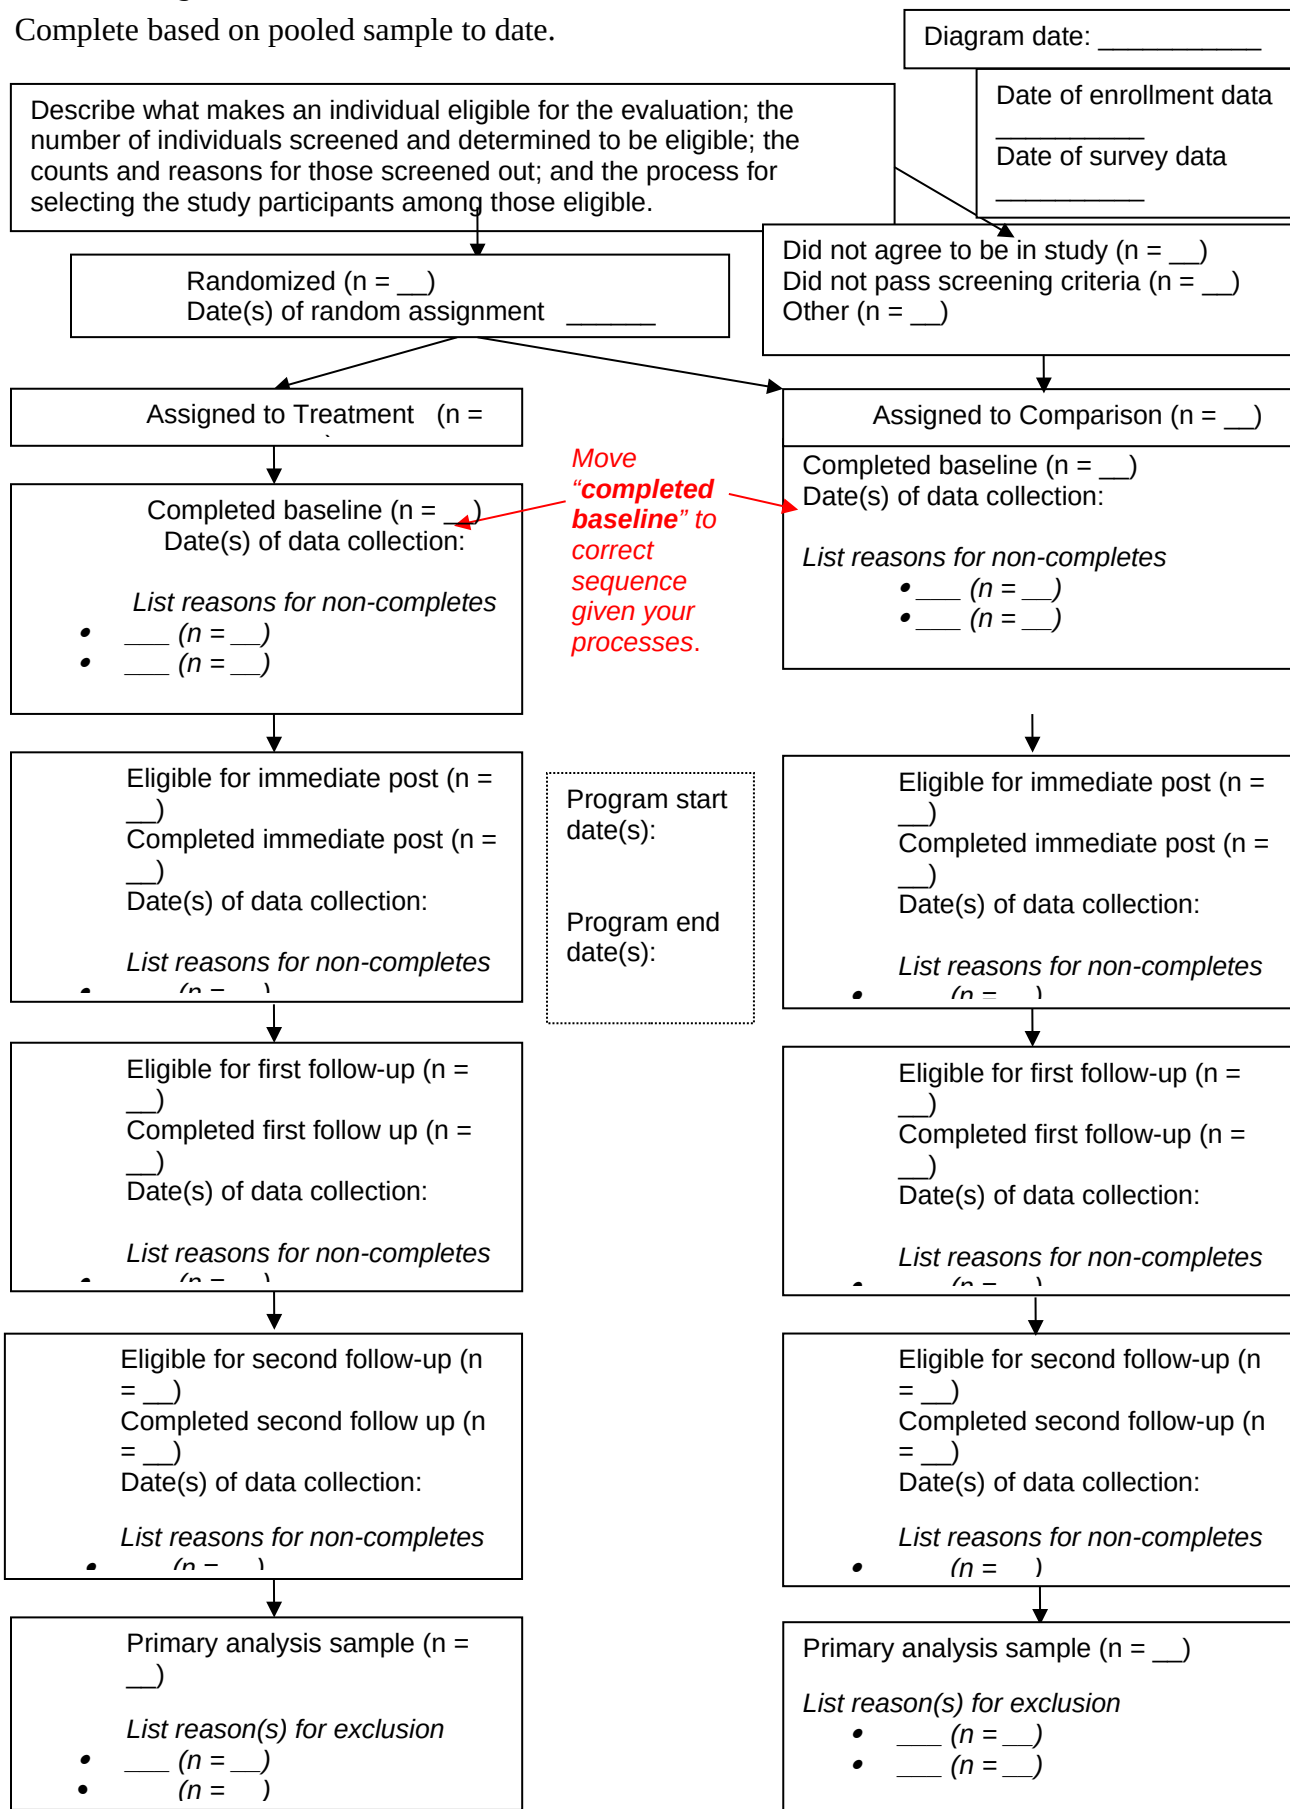 Complete based on pooled sample to date.
Diagram date: ___________
Date of enrollment data
__________
Date of survey data
__________
Describe what makes an individual eligible for the evaluation; the
number of individuals screened and determined to be eligible; the
counts and reasons for those screened out; and the process for
selecting the study participants among those eligible.
Did not agree to be in study (n = __)
Did not pass screening criteria (n = __)
Other (n = __)
Randomized (n = __)
Date(s) of random assignment ______
Assigned to Treatment (n =
Assigned to Comparison (n = __)
Completed baseline (n = __)
Date(s) of data collection:
List reasons for non-completes
• ___ (n = __)
• ___ (n = __)
Move
“completed
baseline” to
correct
sequence
given your
processes.
Completed baseline (n = __)
Date(s) of data collection:
List reasons for non-completes
• ___ (n = __)
• ___ (n = __)
Eligible for immediate post (n =
__)
Completed immediate post (n =
__)
Date(s) of data collection:
List reasons for non-completes
• ___ (n = __)
Program start
date(s):
Program end
date(s):
Eligible for immediate post (n =
__)
Completed immediate post (n =
__)
Date(s) of data collection:
List reasons for non-completes
• ___ (n = __)
Eligible for first follow-up (n =
__)
Completed first follow up (n =
__)
Date(s) of data collection:
List reasons for non-completes
• ___ (n = __)
Eligible for first follow-up (n =
__)
Completed first follow-up (n =
__)
Date(s) of data collection:
List reasons for non-completes
• ___ (n = __)
Eligible for second follow-up (n
= __)
Completed second follow up (n
= __)
Date(s) of data collection:
List reasons for non-completes
• ___ (n = __)
Eligible for second follow-up (n
= __)
Completed second follow-up (n
= __)
Date(s) of data collection:
List reasons for non-completes
• ___ (n = __)
Primary analysis sample (n =
__)
List reason(s) for exclusion
• ___ (n = __)
• ___ (n = __)
Primary analysis sample (n = __)
List reason(s) for exclusion
• ___ (n = __)
• ___ (n = __)